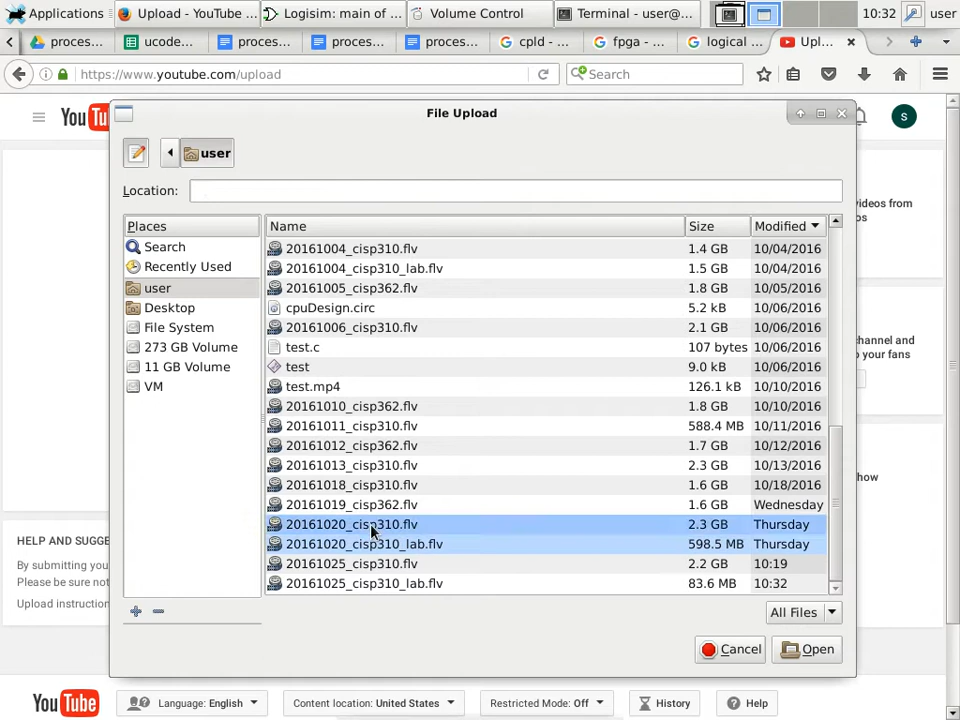 Applications
Upload - YouTube ...
Logisim: main of ...
Volume Control
Terminal - user@...
10:32
user
proces...
ucode...
proces...
proces...
proces...
cpld - ...
fpga - ...
logical ...
Upl...
https://www.youtube.com/upload
Search
File Upload
You
s
user
Location:
videos from
os
Places
Name
Size
Modified
Search
Recently Used
user
Desktop
File System
273 GB Volume
11 GB Volume
VM
20161004_cisp310.flv 1.4 GB 10/04/2016
20161004_cisp310_lab.flv 1.5 GB 10/04/2016
20161005_cisp362.flv 1.8 GB 10/05/2016
cpuDesign.circ 5.2 kB 10/06/2016
20161006_cisp310.flv 2.1 GB 10/06/2016
test.c 107 bytes 10/06/2016
test 9.0 kB 10/06/2016
test.mp4 126.1 kB 10/10/2016
20161010_cisp362.flv 1.8 GB 10/10/2016
20161011_cisp310.flv 588.4 MB 10/11/2016
20161012_cisp362.flv 1.7 GB 10/12/2016
20161013_cisp310.flv 2.3 GB 10/13/2016
20161018_cisp310.flv 1.6 GB 10/18/2016
20161019_cisp362.flv 1.6 GB Wednesday
20161020_cisp310.flv 2.3 GB Thursday
20161020_cisp310_lab.flv 598.5 MB Thursday
20161025_cisp310.flv 2.2 GB 10:19
20161025_cisp310_lab.flv 83.6 MB 10:32
channel and
o your fans
how
HELP AND SUGGE
By submitting your
Please be sure not
Upload instruction
All Files
Cancel
Open
YouTube
Language: English
Content location: United States
Restricted Mode: Off
History
Help